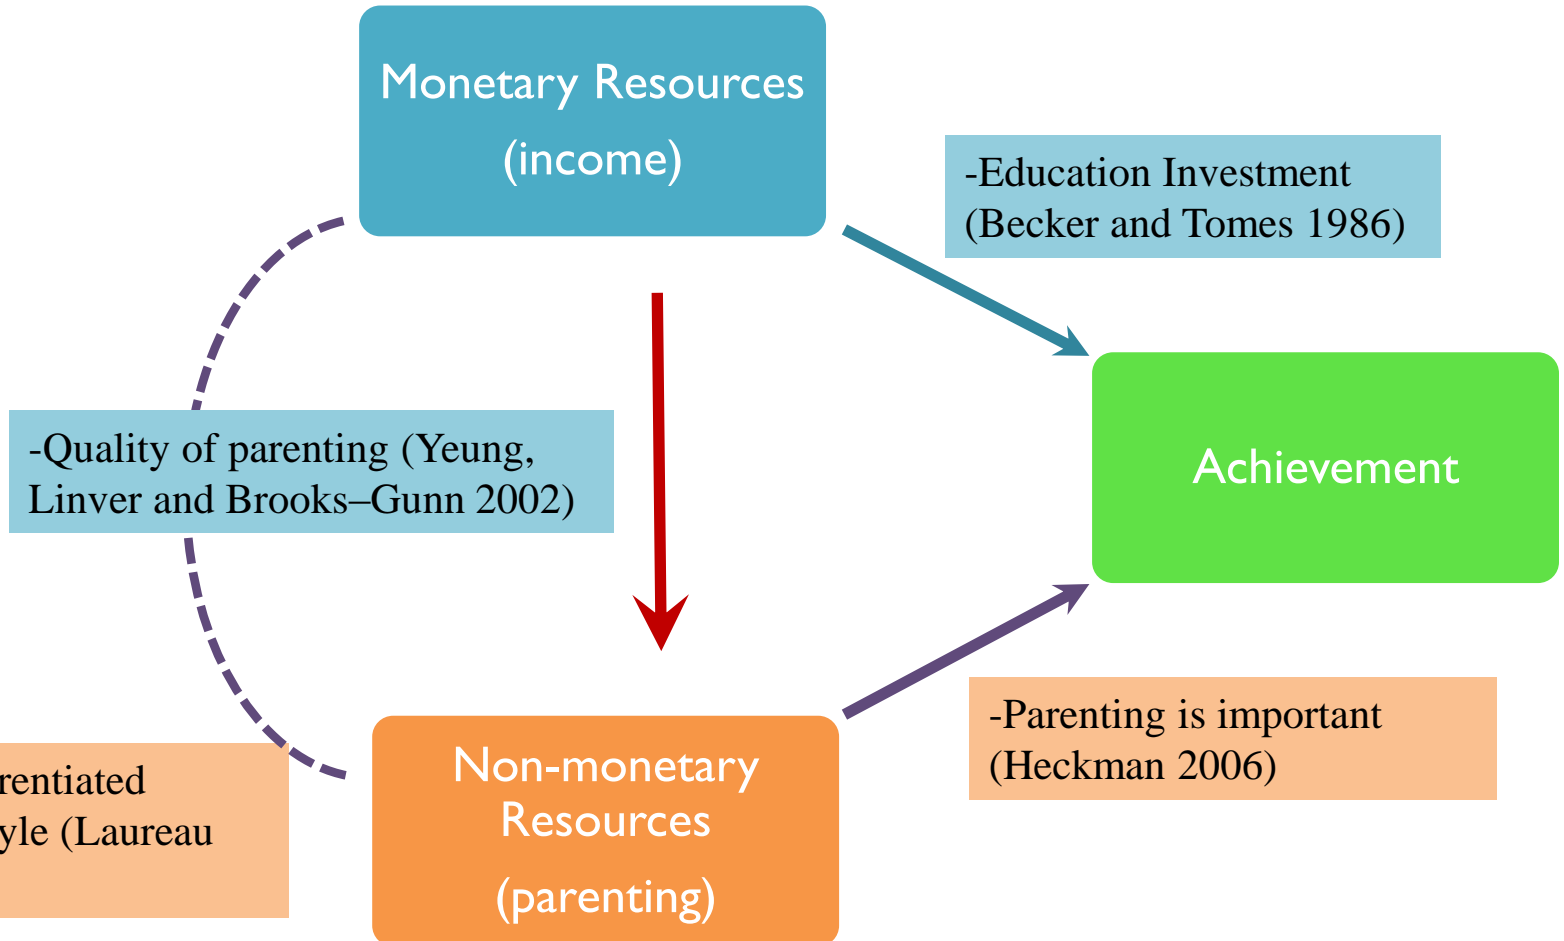 Monetary Resources
(income)
-Education Investment
(Becker and Tomes 1986)
-Quality of parenting (Yeung,
Linver and Brooks–Gunn 2002)
Achievement
-Parenting is important
(Heckman 2006)
rentiated
yle (Laureau
Non-monetary
Resources
(parenting)